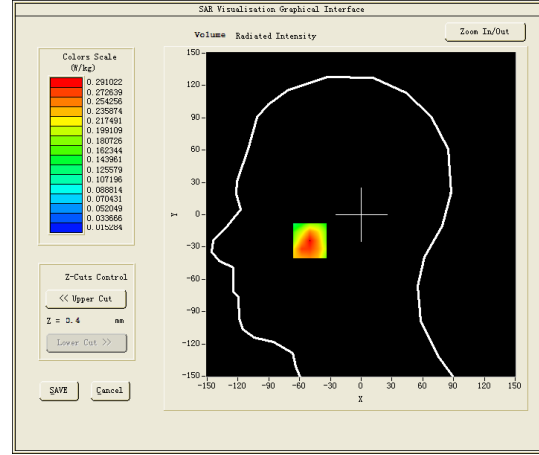 SAR Visualisation Graphical Interface
Volume Radiated Intensity
Zoom In/Out
Colors Scale
(W/kg)
0.291022
0.272639
0.254256
0.235874
0.217491
0.199109
0.180726
0.162344
0.143961
0.125579
0.107196
0.088814
0.070431
0.052049
0.033666
0.015284
Z-Cuts Control
<< Upper Cut
Z = 0.4 mm
Lower Cut >>
SAVE
Cancel
150
120
90
60
30
0
-30
-60
-90
-120
-150
Y
-150 -120 -90 -60 -30 0 30 60 90 120 150
X